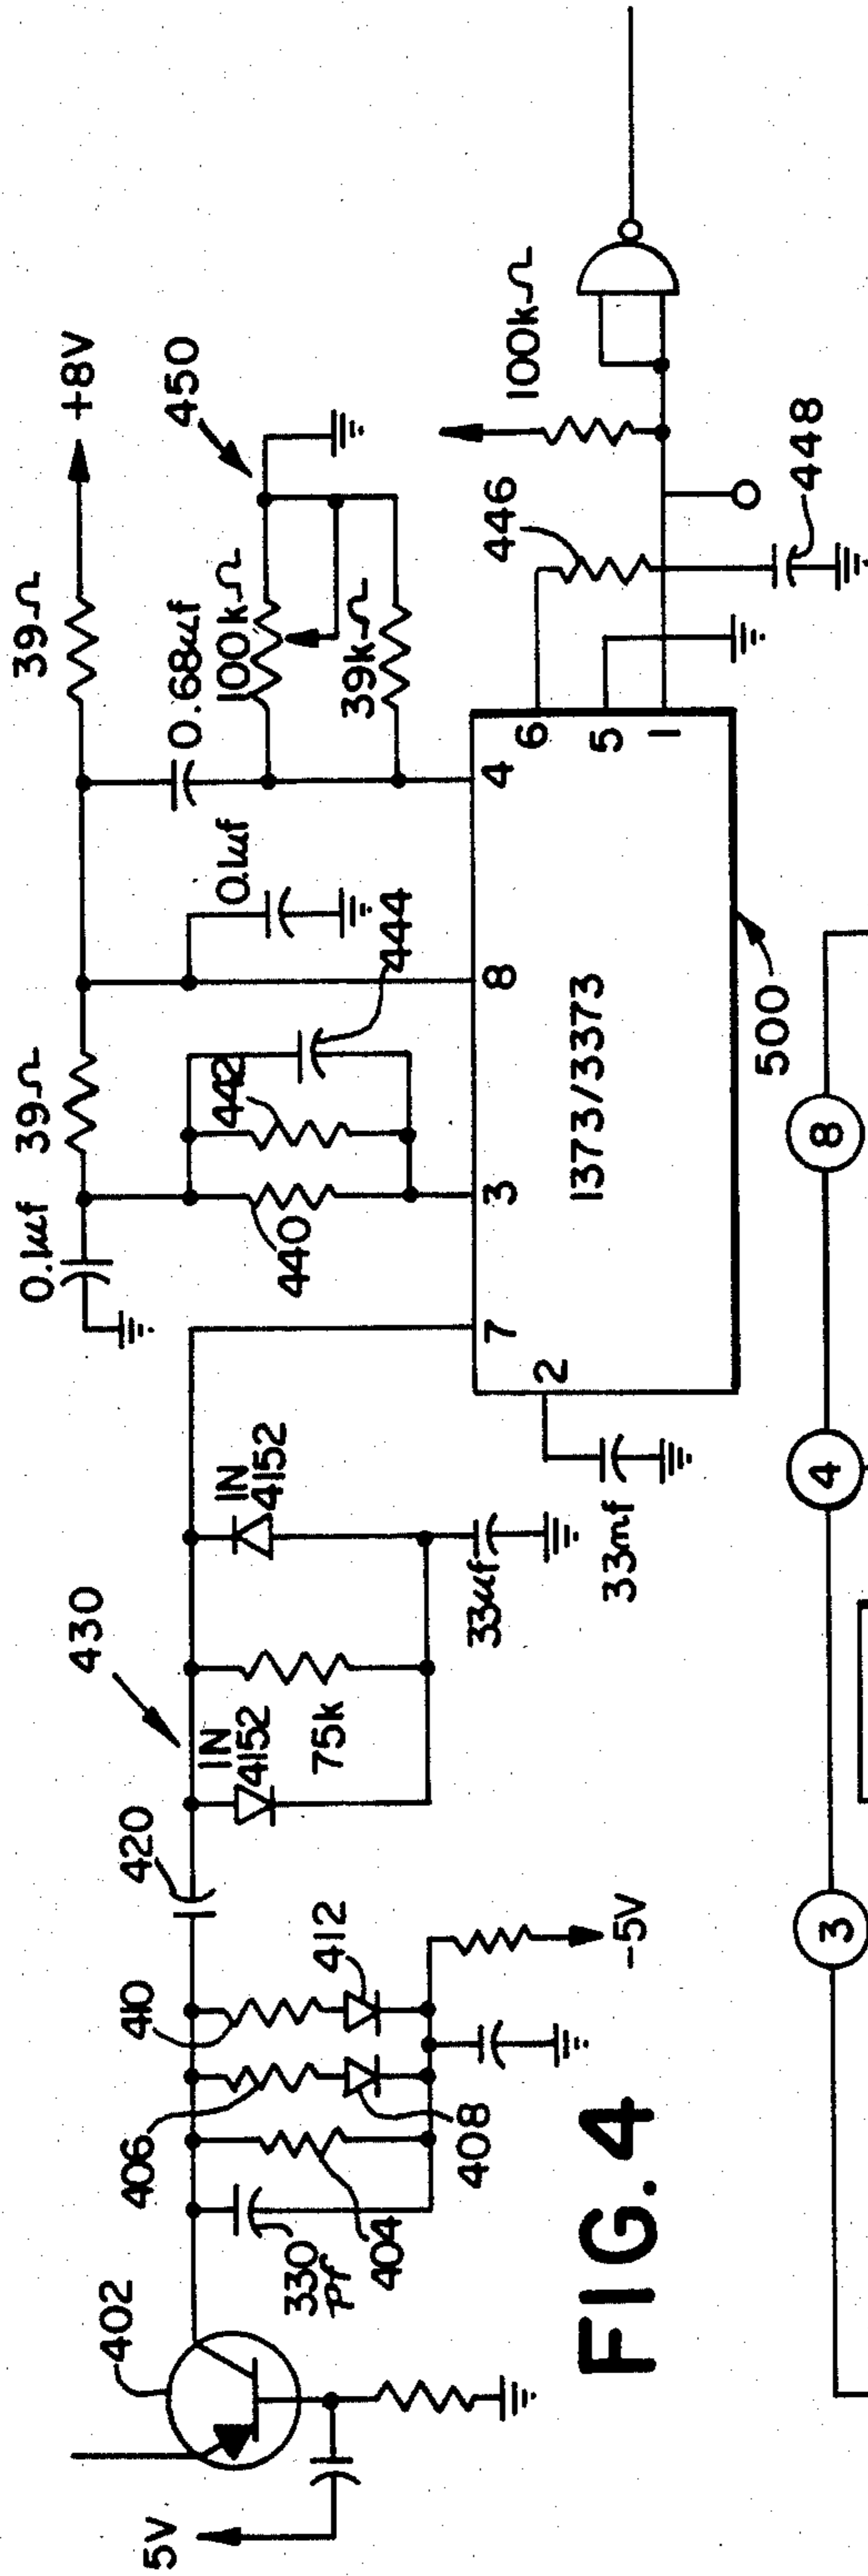 5V
402
330
pf
404
406
408
410
412
-5V
420
430
IN
4152
75k
IN
4152
33µf
33mf
0.1µf
39Ω
39Ω
+8V
440
442
444
0.1µf
0.68µf
100kΩ
39kΩ
450
2
7
3
8
4
6
5
1
1373/3373
500
446
448
100kΩ
FIG. 4
3
4
8